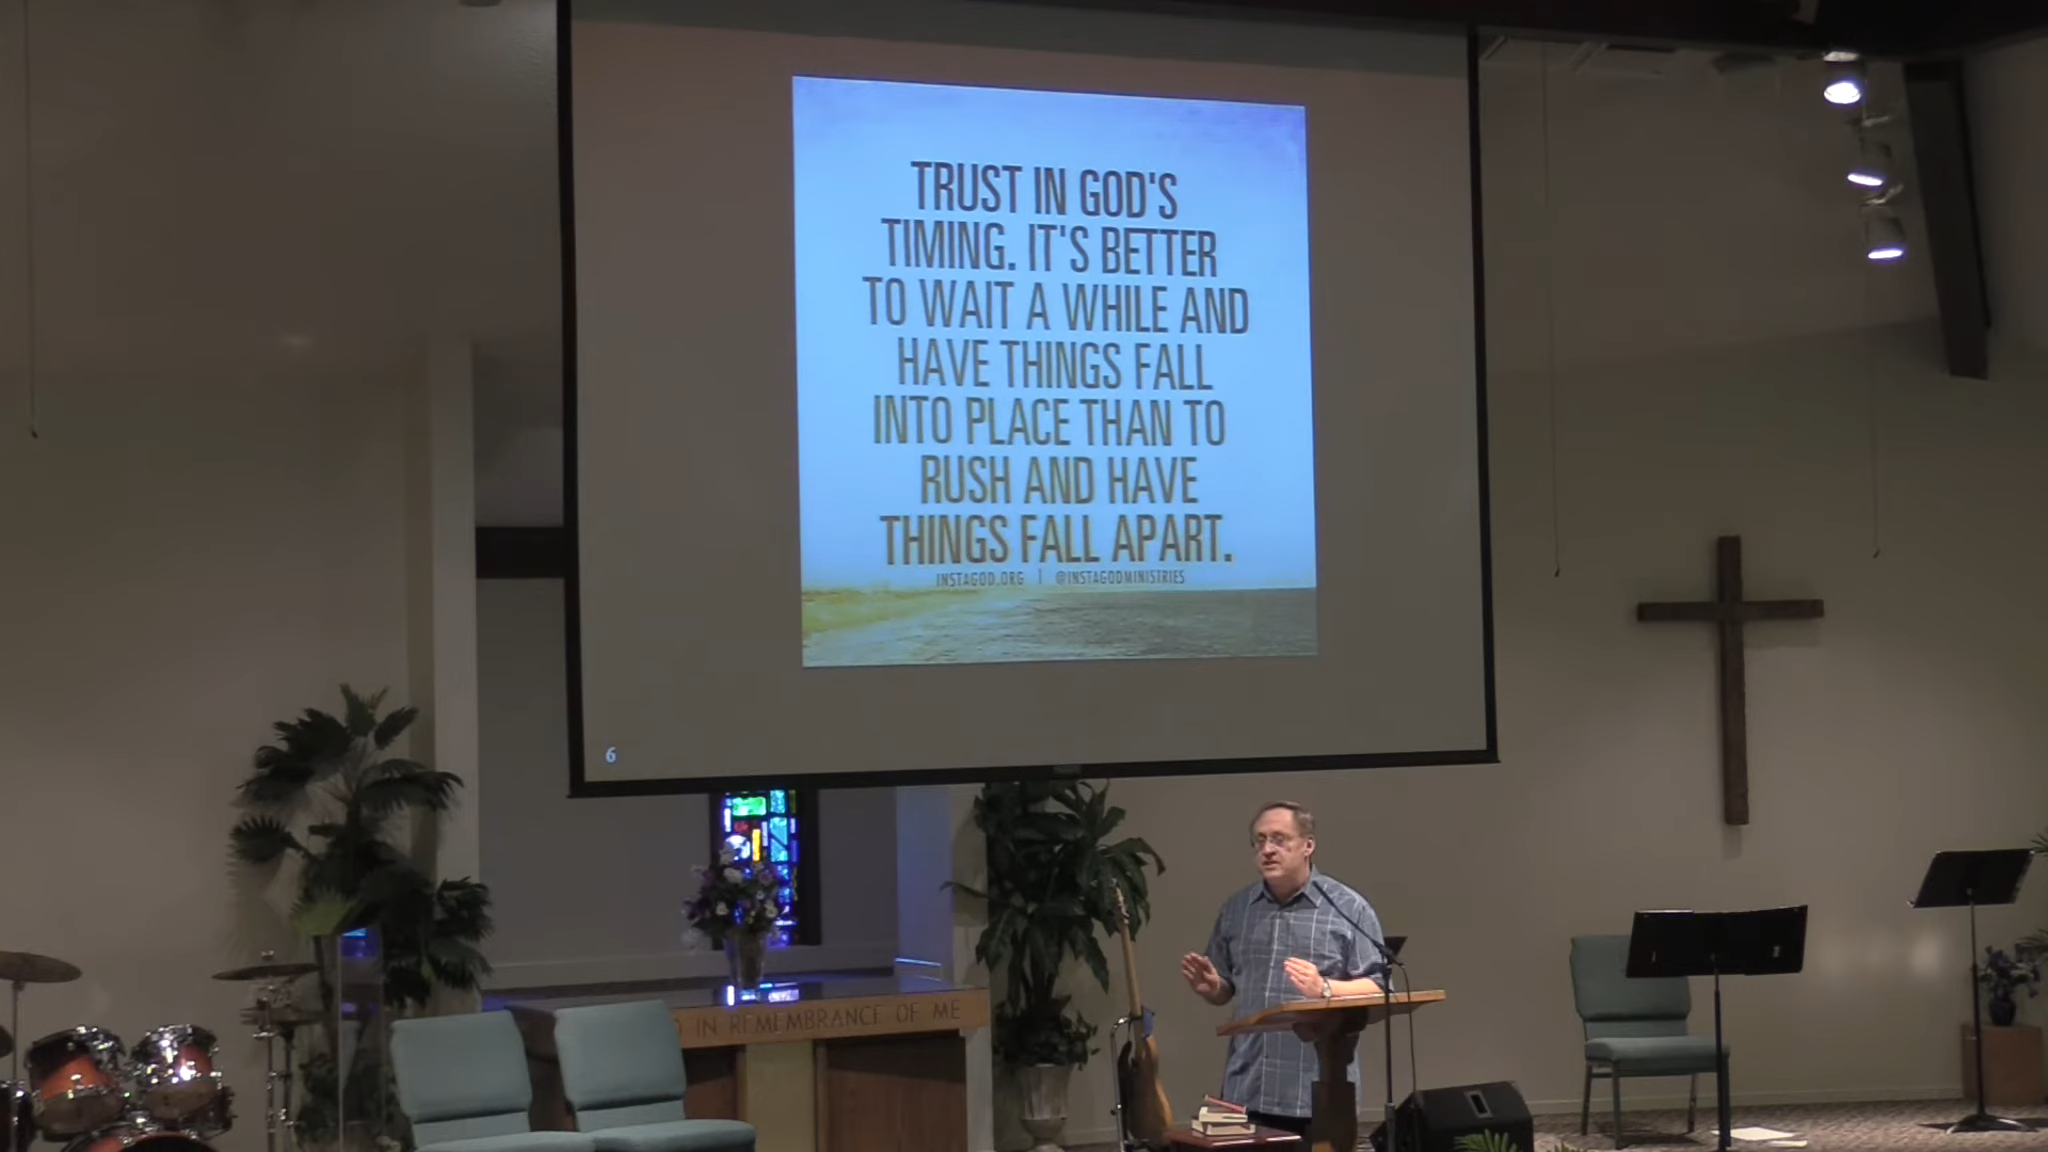 TRUST IN GOD'S
TIMING. IT'S BETTER
TO WAIT A WHILE AND
HAVE THINGS FALL
INTO PLACE THAN TO
RUSH AND HAVE
THINGS FALL APART.
INSTAGOD.ORG | @INSTAGODMINISTRIES
6
IN REMEMBRANCE OF ME